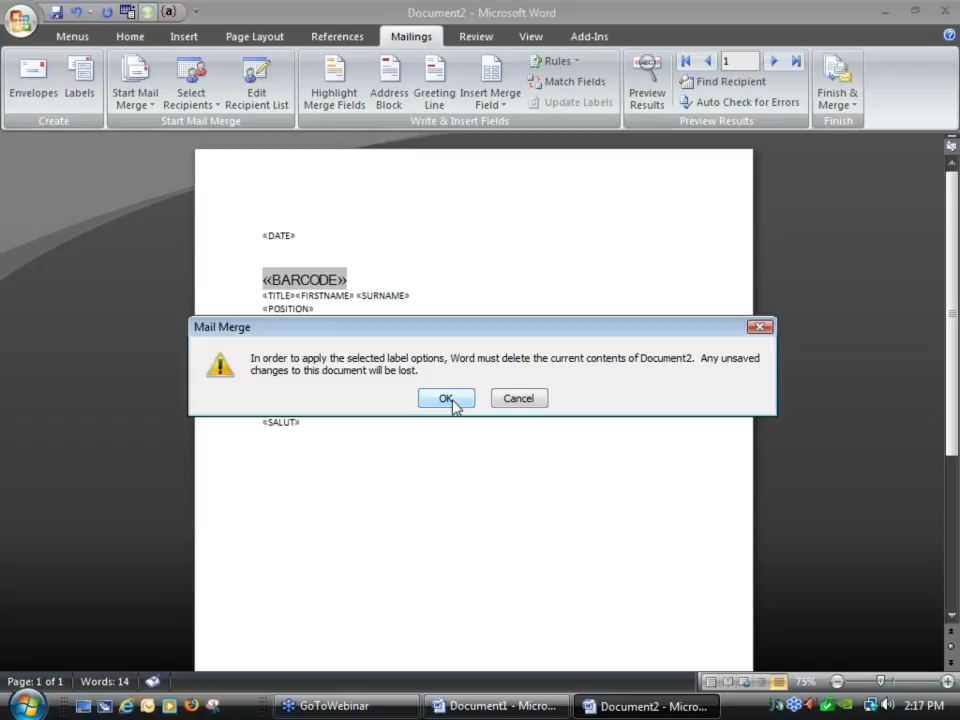 {a}
Document2 - Microsoft Word
Menus Home Insert Page Layout References Mailings Review View Add-Ins
Envelopes Labels
Create
Start Mail Merge Select Recipients Edit Recipient List
Start Mail Merge
Highlight Merge Fields Address Block Greeting Line Insert Merge Field
Rules
Match Fields
Update Labels
Write & Insert Fields
Preview Results
1
Find Recipient
Auto Check for Errors
Preview Results
Finish & Merge
Finish
«DATE»
«BARCODE»
«TITLE»«FIRSTNAME» «SURNAME»
«POSITION»
Mail Merge
In order to apply the selected label options, Word must delete the current contents of Document2. Any unsaved
changes to this document will be lost.
OK Cancel
«SALUT»
Page: 1 of 1 Words: 14 75%
GoToWebinar Document1 - Micros... Document2 - Micro... 2:17 PM